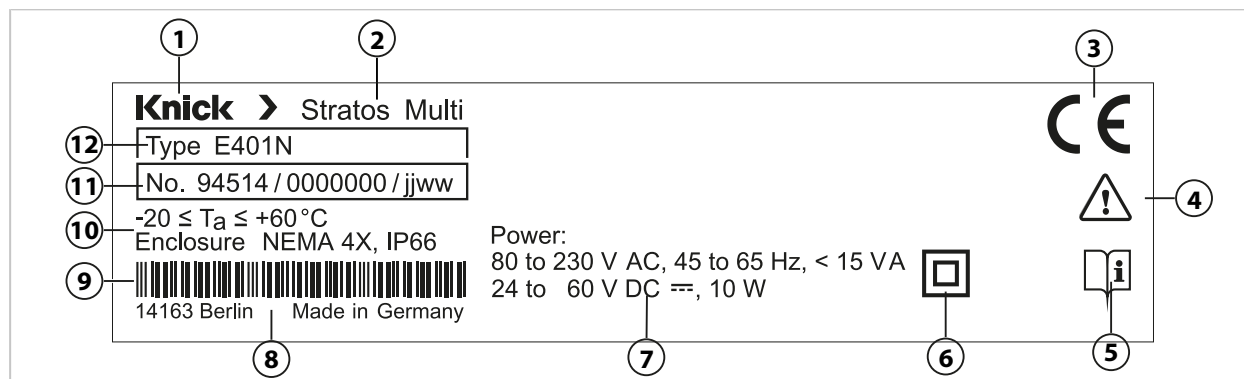 1
2
3
Knick > Stratos Multi
CE
12
Type E401N
11
No. 94514 / 0000000 / jjww
4
10
-20 ≤ Ta ≤ +60 °C
Enclosure NEMA 4X, IP66
Power:
80 to 230 V AC, 45 to 65 Hz, < 15 VA
24 to 60 V DC ⎓, 10 W
i
9
14163 Berlin Made in Germany
8
7
6
5